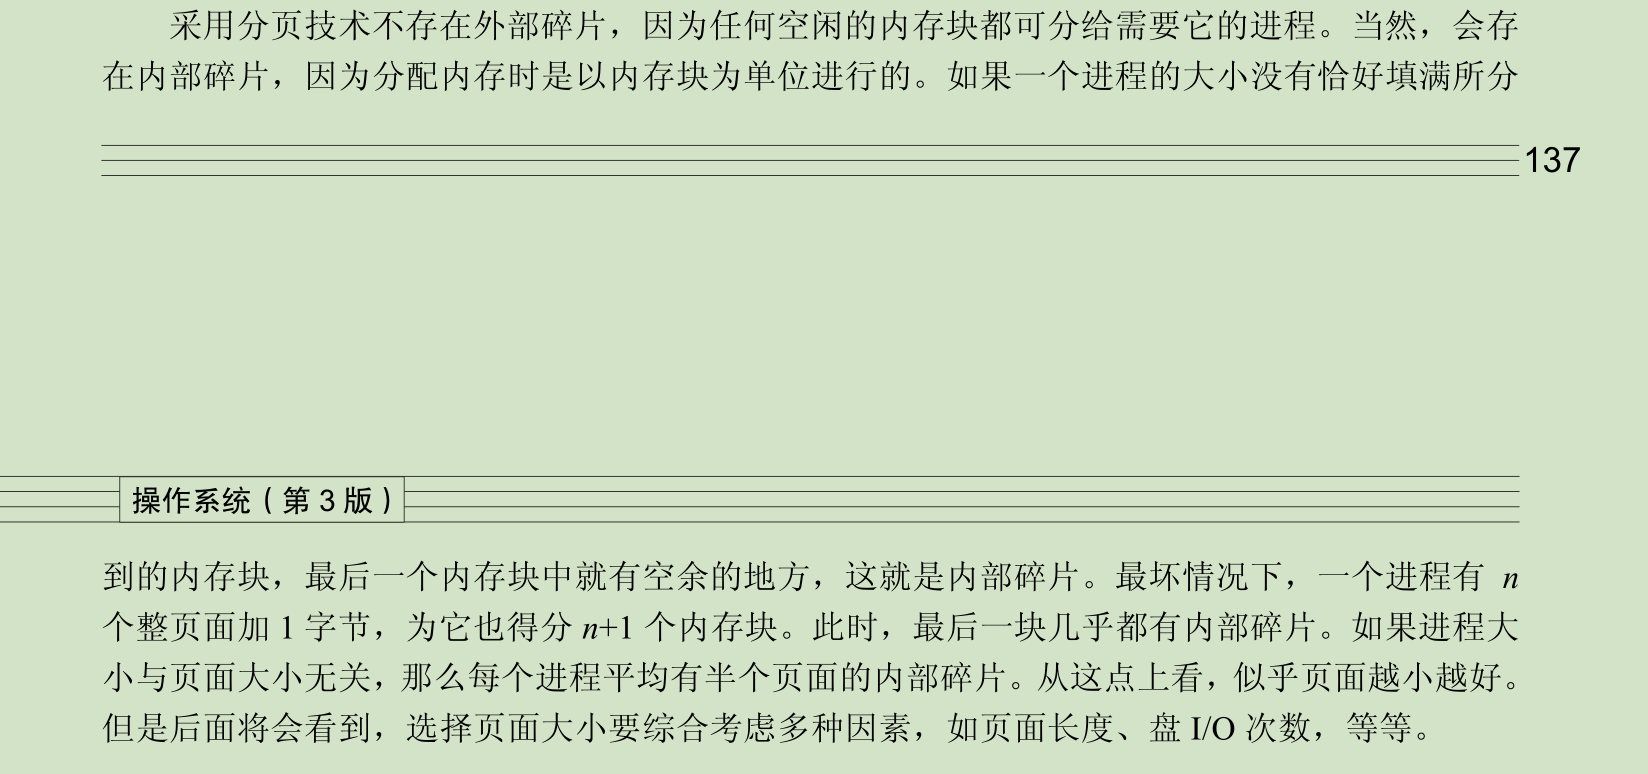 采用分页技术不存在外部碎片，因为任何空闲的内存块都可分给需要它的进程。当然，会存
在内部碎片，因为分配内存时是以内存块为单位进行的。如果一个进程的大小没有恰好填满所分
137
操作系统（第 3 版）
到的内存块，最后一个内存块中就有空余的地方，这就是内部碎片。最坏情况下，一个进程有 n
个整页面加 1 字节，为它也得分 n+1 个内存块。此时，最后一块几乎都有内部碎片。如果进程大
小与页面大小无关，那么每个进程平均有半个页面的内部碎片。从这点上看，似乎页面越小越好。
但是后面将会看到，选择页面大小要综合考虑多种因素，如页面长度、盘 I/O 次数，等等。